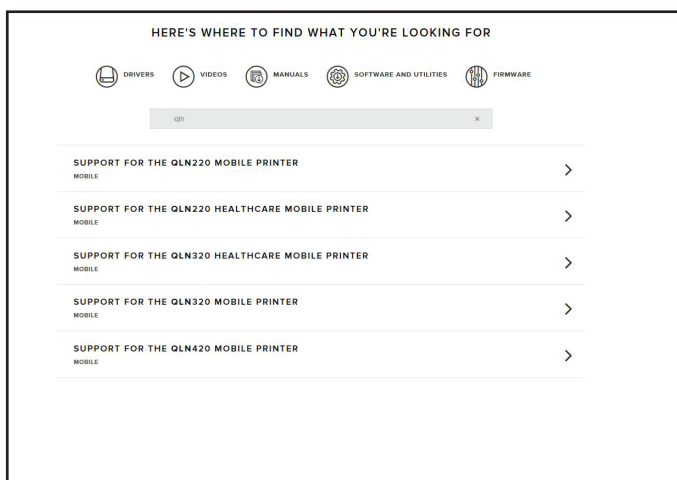 HERE'S WHERE TO FIND WHAT YOU'RE LOOKING FOR
DRIVERS VIDEOS MANUALS SOFTWARE AND UTILITIES FIRMWARE
qln ×
SUPPORT FOR THE QLN220 MOBILE PRINTER
MOBILE
SUPPORT FOR THE QLN220 HEALTHCARE MOBILE PRINTER
MOBILE
SUPPORT FOR THE QLN320 HEALTHCARE MOBILE PRINTER
MOBILE
SUPPORT FOR THE QLN320 MOBILE PRINTER
MOBILE
SUPPORT FOR THE QLN420 MOBILE PRINTER
MOBILE